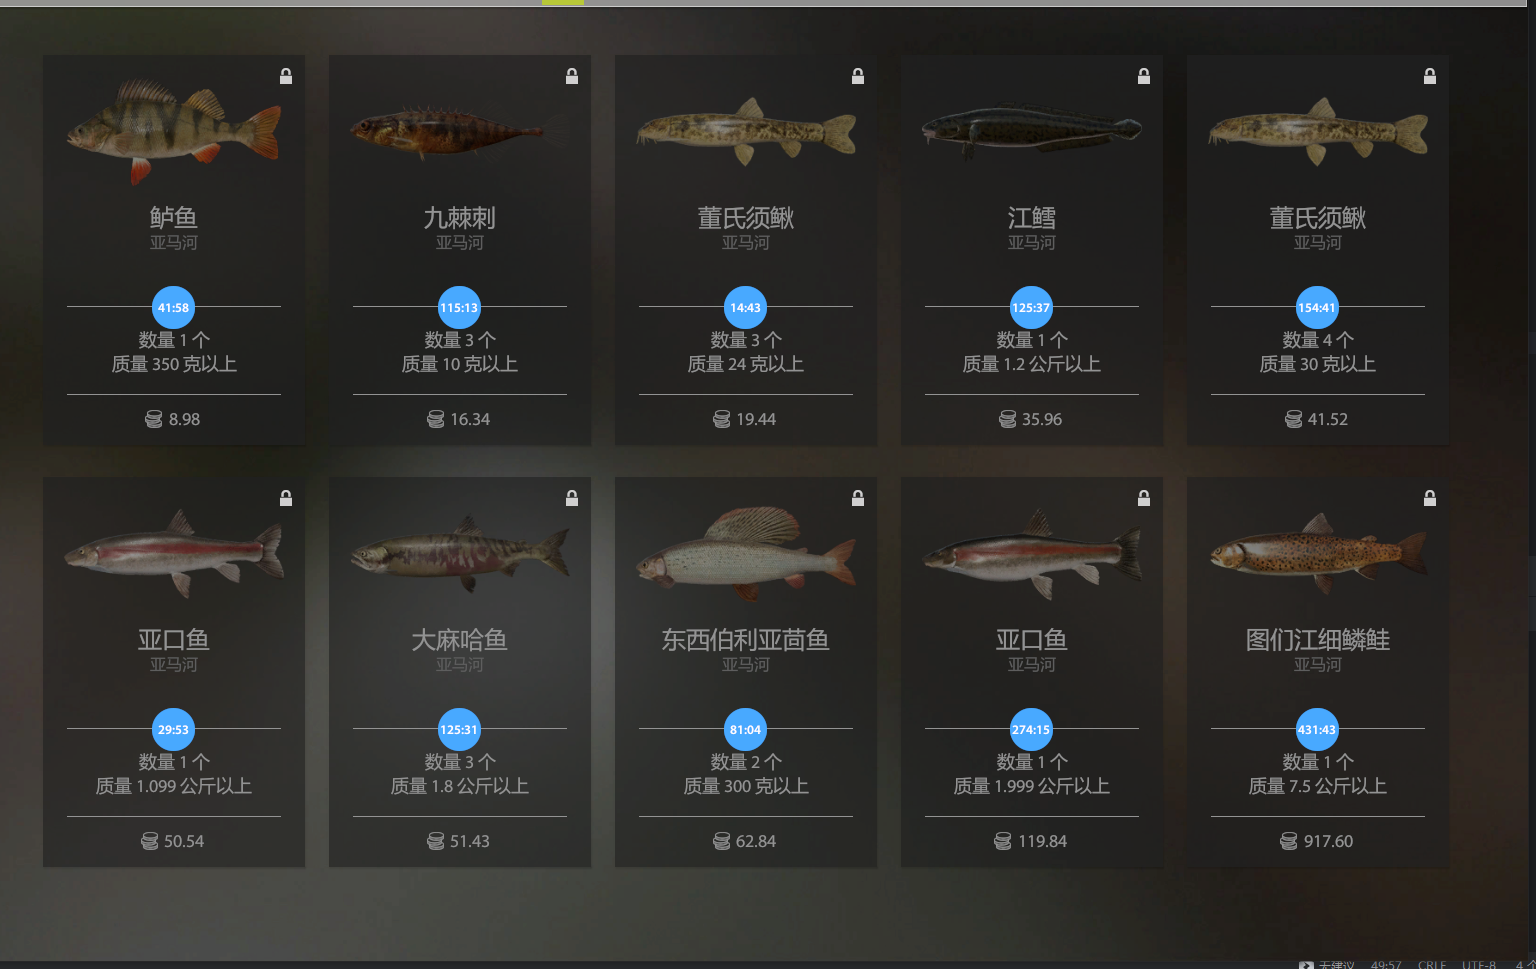 鲈鱼
亚马河
41:58
数量 1 个
质量 350 克以上
8.98
九棘刺
亚马河
115:13
数量 3 个
质量 10 克以上
16.34
董氏须鳅
亚马河
14:43
数量 3 个
质量 24 克以上
19.44
江鳕
亚马河
125:37
数量 1 个
质量 1.2 公斤以上
35.96
董氏须鳅
亚马河
154:41
数量 4 个
质量 30 克以上
41.52
亚口鱼
亚马河
29:53
数量 1 个
质量 1.099 公斤以上
50.54
大麻哈鱼
亚马河
125:31
数量 3 个
质量 1.8 公斤以上
51.43
东西伯利亚茴鱼
亚马河
81:04
数量 2 个
质量 300 克以上
62.84
亚口鱼
亚马河
274:15
数量 1 个
质量 1.999 公斤以上
119.84
图们江细鳞鲑
亚马河
431:43
数量 1 个
质量 7.5 公斤以上
917.60
无建议 49:57 CRLF UTF-8 4 个